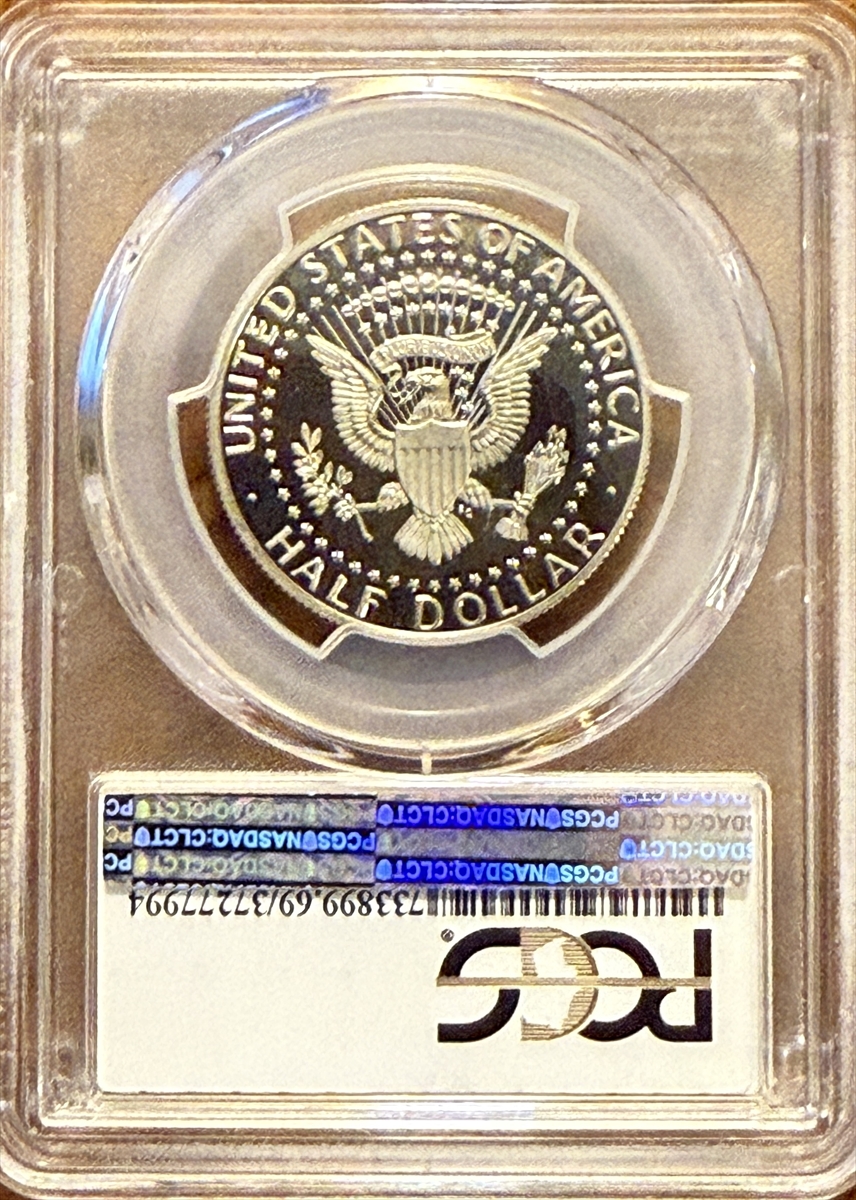 UNITED STATES OF AMERICA
HALF DOLLAR
PCGS NASDAQ:CLCT
PCGS NASDAQ:CLCT
PCGS NASDAQ:CLCT
733899.69/37277994
PCGS